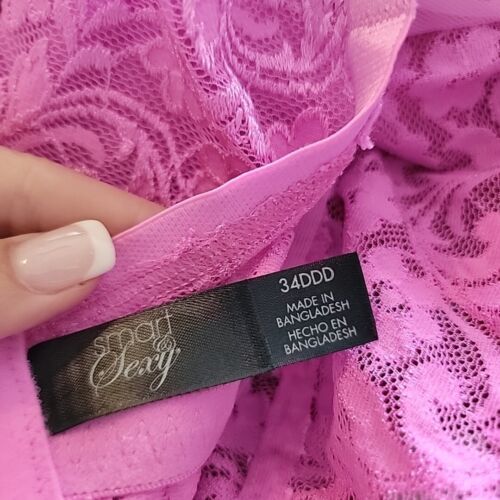 smart
& Sexy
34DDD
MADE IN
BANGLADESH
HECHO EN
BANGLADESH